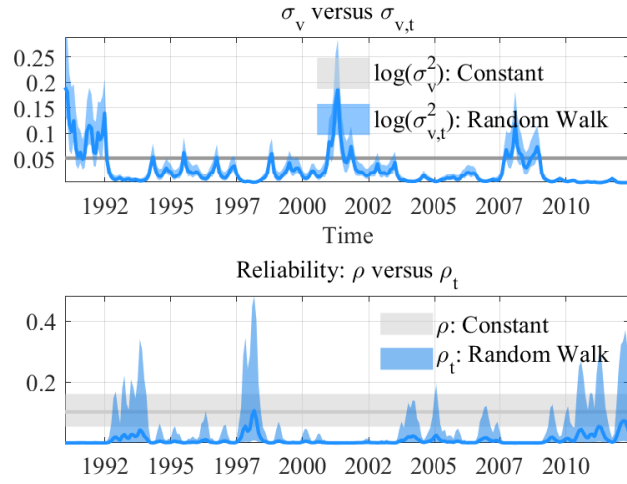 σ_v versus σ_{v,t}
0.25
0.2
0.15
0.1
0.05
log(σ_v^2): Constant
log(σ_{v,t}^2): Random Walk
1992 1995 1997 2000 2002 2005 2007 2010
Time
Reliability: ρ versus ρ_t
0.4
0.2
ρ: Constant
ρ_t: Random Walk
1992 1995 1997 2000 2002 2005 2007 2010